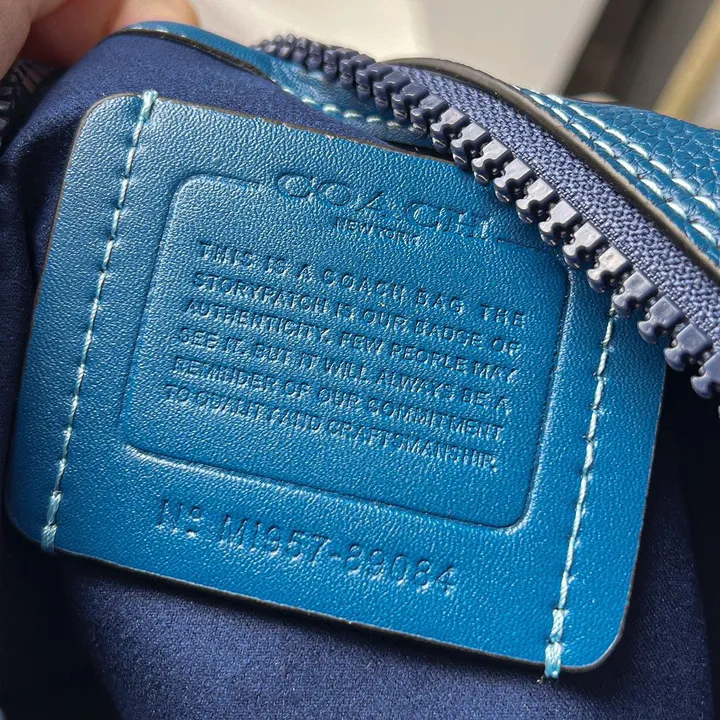 COACH
NEW YORK
THIS IS A COACH BAG. THE
STORYPATCH IS OUR BADGE OF
AUTHENTICITY. FEW PEOPLE MAY
SEE IT, BUT IT WILL ALWAYS BE A
REMINDER OF OUR COMMITMENT
TO QUALITY AND CRAFTSMANSHIP.
Nº M1957-89084